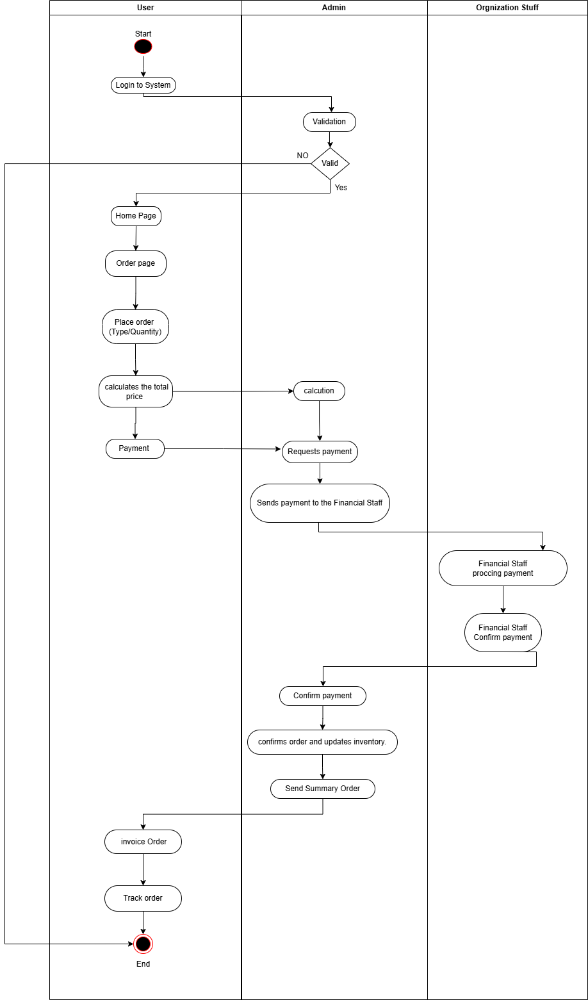 User
Admin
Orgnization Stuff
Start
Login to System
Validation
NO
Valid
Yes
Home Page
Order page
Place order
(Type/Quantity)
calculates the total
price
calcution
Payment
Requests payment
Sends payment to the Financial Staff
Financial Staff
proccing payment
Financial Staff
Confirm payment
Confirm payment
confirms order and updates inventory.
Send Summary Order
invoice Order
Track order
End